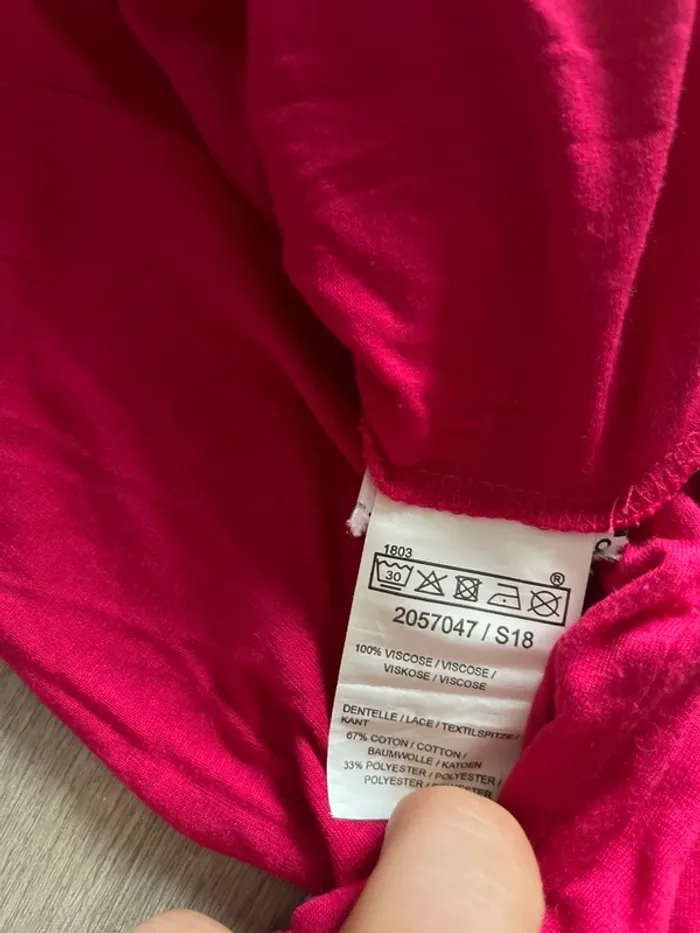 1803
30
®
2057047 / S18
100% VISCOSE / VISCOSE /
VISKOSE / VISCOSE
DENTELLE / LACE / TEXTILSPITZE /
KANT
67% COTON / COTTON /
BAUMWOLLE / KATOEN
33% POLYESTER / POLYESTER /
POLYESTER /